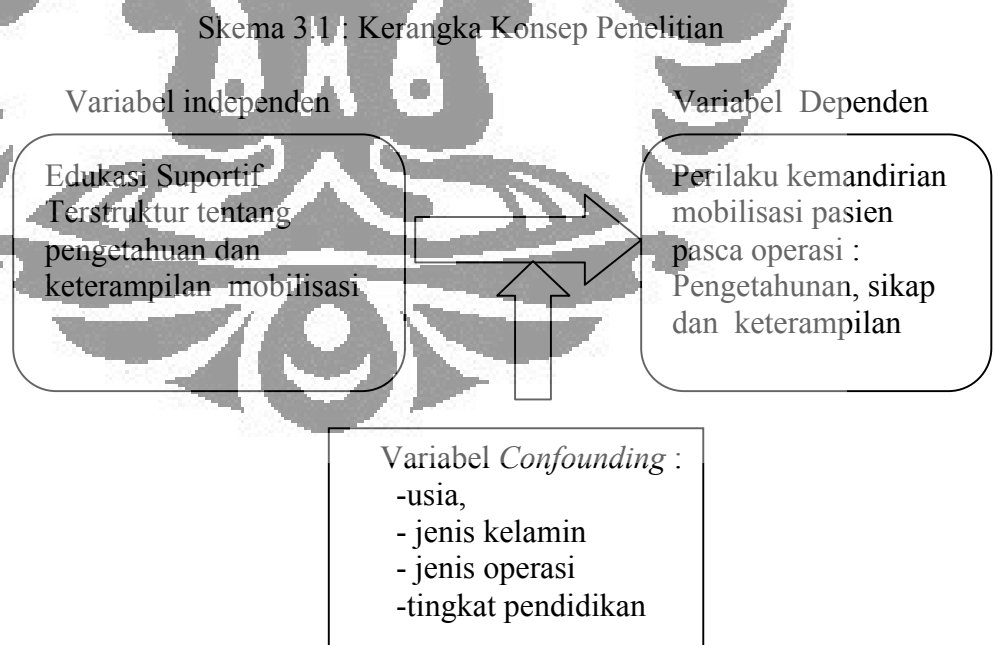 Skema 3.1 : Kerangka Konsep Penelitian
Variabel independen
Edukasi Suportif
Terstruktur tentang
pengetahuan dan
keterampilan mobilisasi
Variabel Dependen
Perilaku kemandirian
mobilisasi pasien
pasca operasi :
Pengetahunan, sikap
dan keterampilan
Variabel Confounding :
-usia,
- jenis kelamin
- jenis operasi
-tingkat pendidikan